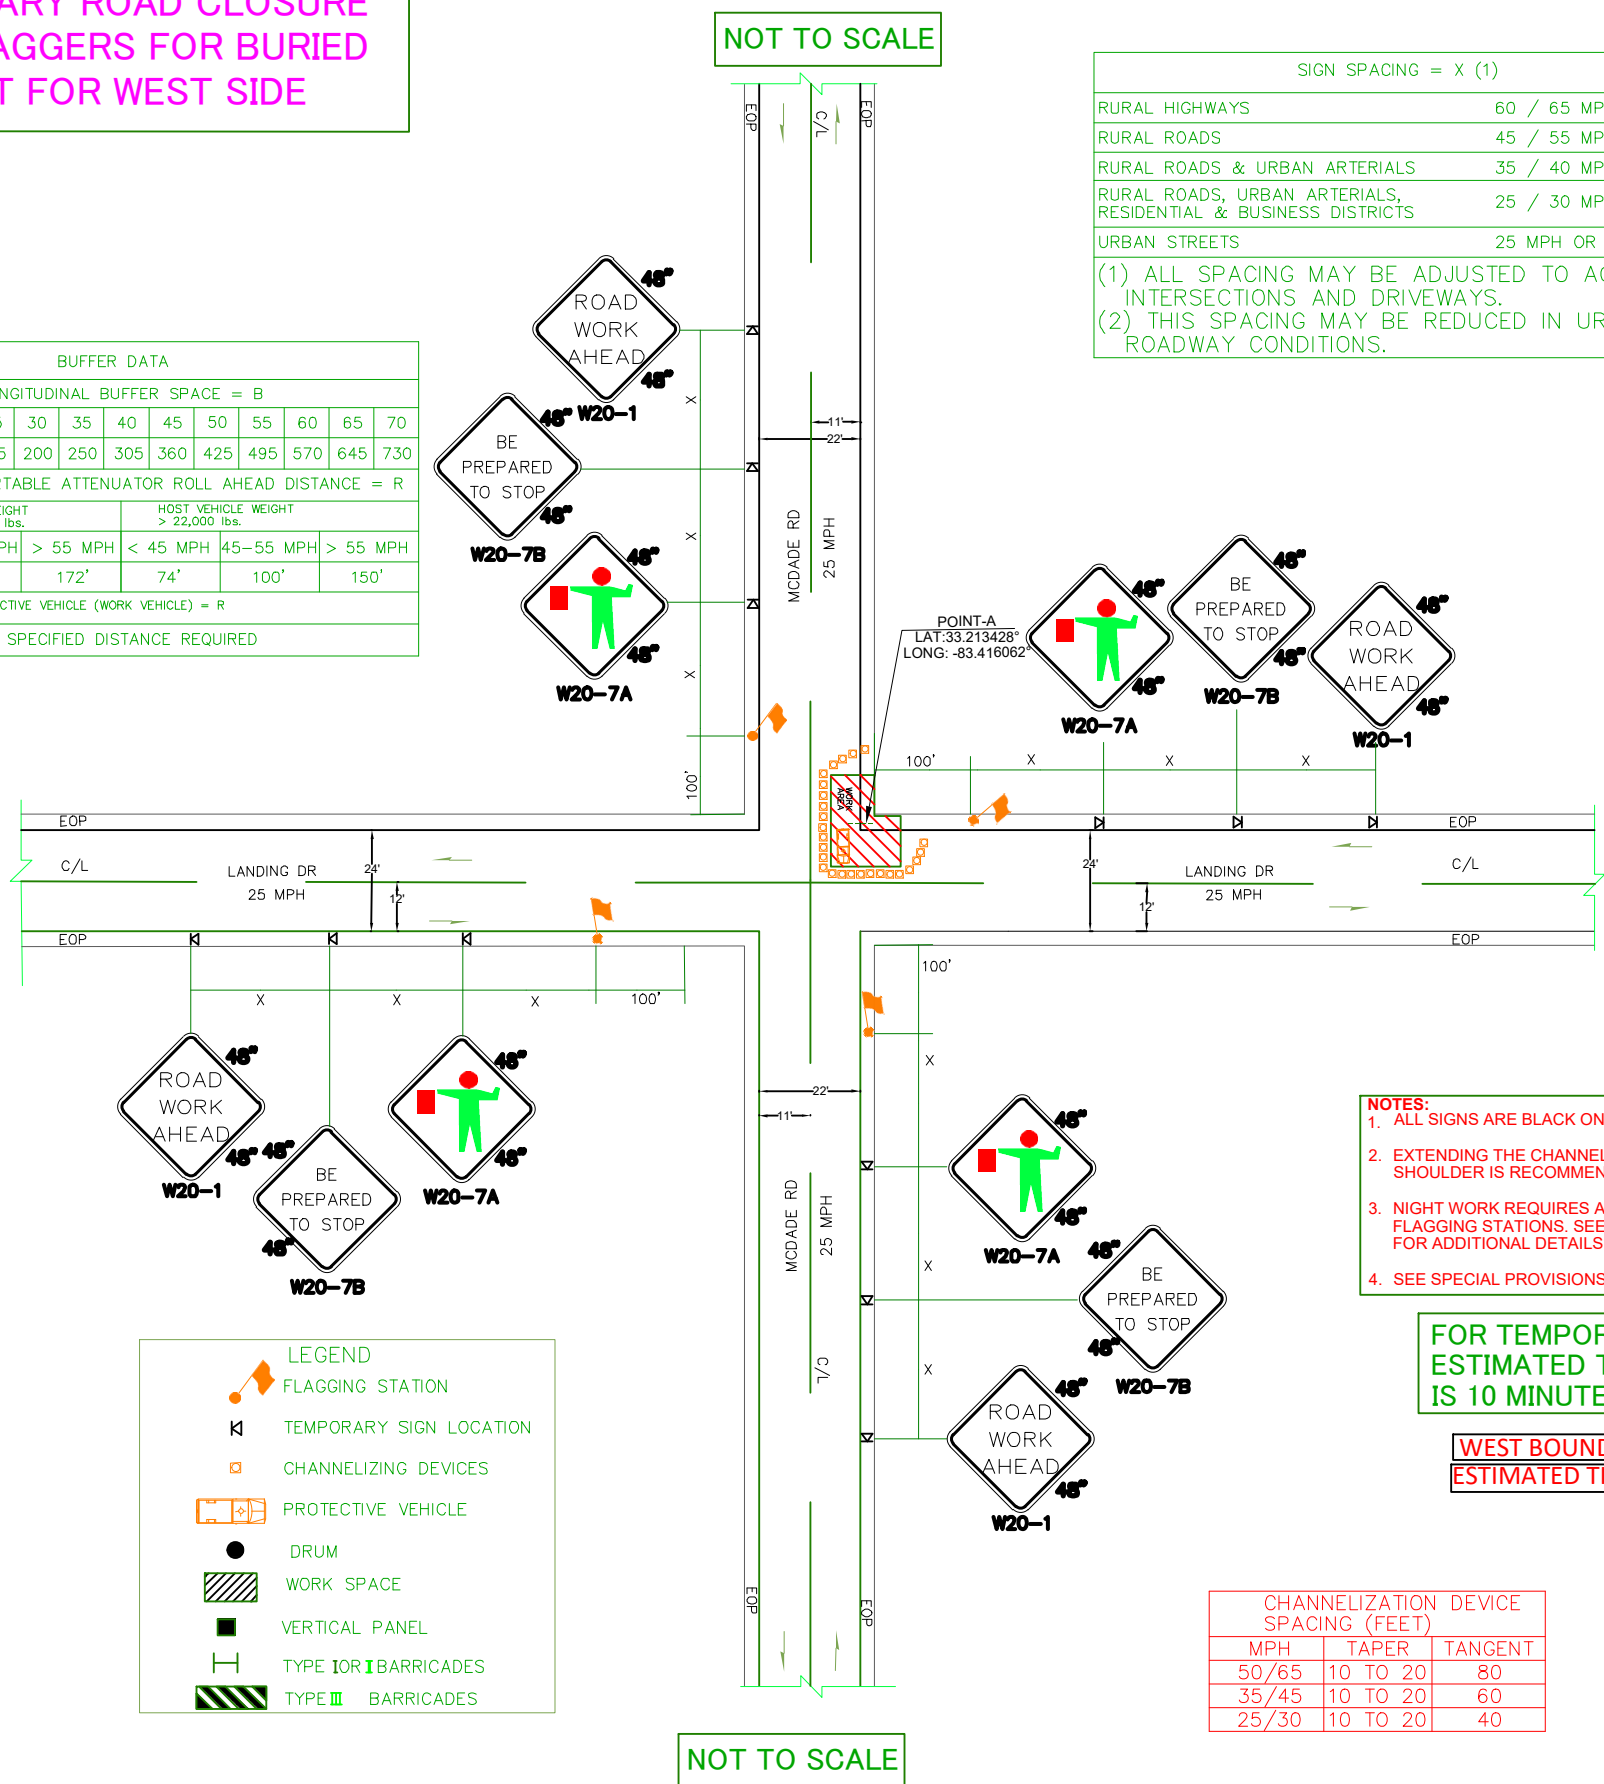 ARY ROAD CLOSURE
AGGERS FOR BURIED
T FOR WEST SIDE
NOT TO SCALE
SIGN SPACING = X (1)
RURAL HIGHWAYS 60 / 65 MP
RURAL ROADS 45 / 55 MP
RURAL ROADS & URBAN ARTERIALS 35 / 40 MP
RURAL ROADS, URBAN ARTERIALS,
RESIDENTIAL & BUSINESS DISTRICTS 25 / 30 MP
URBAN STREETS 25 MPH OR
(1) ALL SPACING MAY BE ADJUSTED TO AC
INTERSECTIONS AND DRIVEWAYS.
(2) THIS SPACING MAY BE REDUCED IN UR
ROADWAY CONDITIONS.
BUFFER DATA
NGITUDINAL BUFFER SPACE = B
30 35 40 45 50 55 60 65 70
5 200 250 305 360 425 495 570 645 730
RTABLE ATTENUATOR ROLL AHEAD DISTANCE = R
EIGHT
lbs.
HOST VEHICLE WEIGHT
> 22,000 lbs.
PH > 55 MPH < 45 MPH 45-55 MPH > 55 MPH
172' 74' 100' 150'
CTIVE VEHICLE (WORK VEHICLE) = R
SPECIFIED DISTANCE REQUIRED
EOP
C/L
EOP
ROAD
WORK
AHEAD
48"
48"
W20-1
BE
PREPARED
TO STOP
48"
48"
W20-7B
48"
48"
W20-7A
X
X
X
100'
11'
22'
MCDADE RD
25 MPH
POINT-A
LAT:33.213428°
LONG: -83.416062°
WORK
AREA
48"
48"
W20-7A
BE
PREPARED
TO STOP
48"
48"
W20-7B
ROAD
WORK
AHEAD
48"
48"
W20-1
100'
X
X
X
EOP
C/L
LANDING DR
25 MPH
24'
12'
EOP
EOP
C/L
LANDING DR
25 MPH
24'
12'
EOP
X
X
X
100'
ROAD
WORK
AHEAD
48"
48"
W20-1
BE
PREPARED
TO STOP
48"
48"
W20-7B
48"
48"
W20-7A
100'
X
X
X
22'
11'
MCDADE RD
25 MPH
C/L
EOP
EOP
48"
48"
W20-7A
BE
PREPARED
TO STOP
48"
48"
W20-7B
ROAD
WORK
AHEAD
48"
48"
W20-1
NOTES:
1. ALL SIGNS ARE BLACK ON
2. EXTENDING THE CHANNEL
SHOULDER IS RECOMMEN
3. NIGHT WORK REQUIRES A
FLAGGING STATIONS. SEE
FOR ADDITIONAL DETAILS
4. SEE SPECIAL PROVISIONS
FOR TEMPOR
ESTIMATED T
IS 10 MINUTE
WEST BOUND
ESTIMATED TE
LEGEND
FLAGGING STATION
TEMPORARY SIGN LOCATION
CHANNELIZING DEVICES
PROTECTIVE VEHICLE
DRUM
WORK SPACE
VERTICAL PANEL
TYPE I OR I BARRICADES
TYPE III BARRICADES
CHANNELIZATION DEVICE
SPACING (FEET)
MPH TAPER TANGENT
50/65 10 TO 20 80
35/45 10 TO 20 60
25/30 10 TO 20 40
NOT TO SCALE